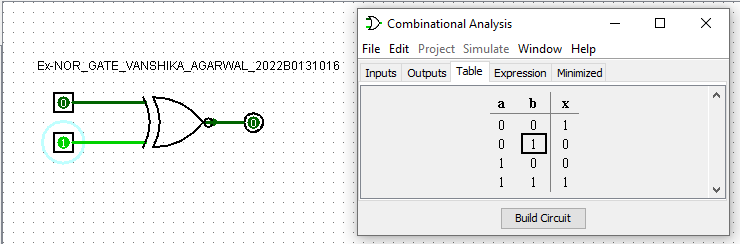 Ex-NOR_GATE_VANSHIKA_AGARWAL_2022B0131016
0
1
0
Combinational Analysis
File Edit Project Simulate Window Help
Inputs Outputs Table Expression Minimized
a b x
0 0 1
0 1 0
1 0 0
1 1 1
Build Circuit